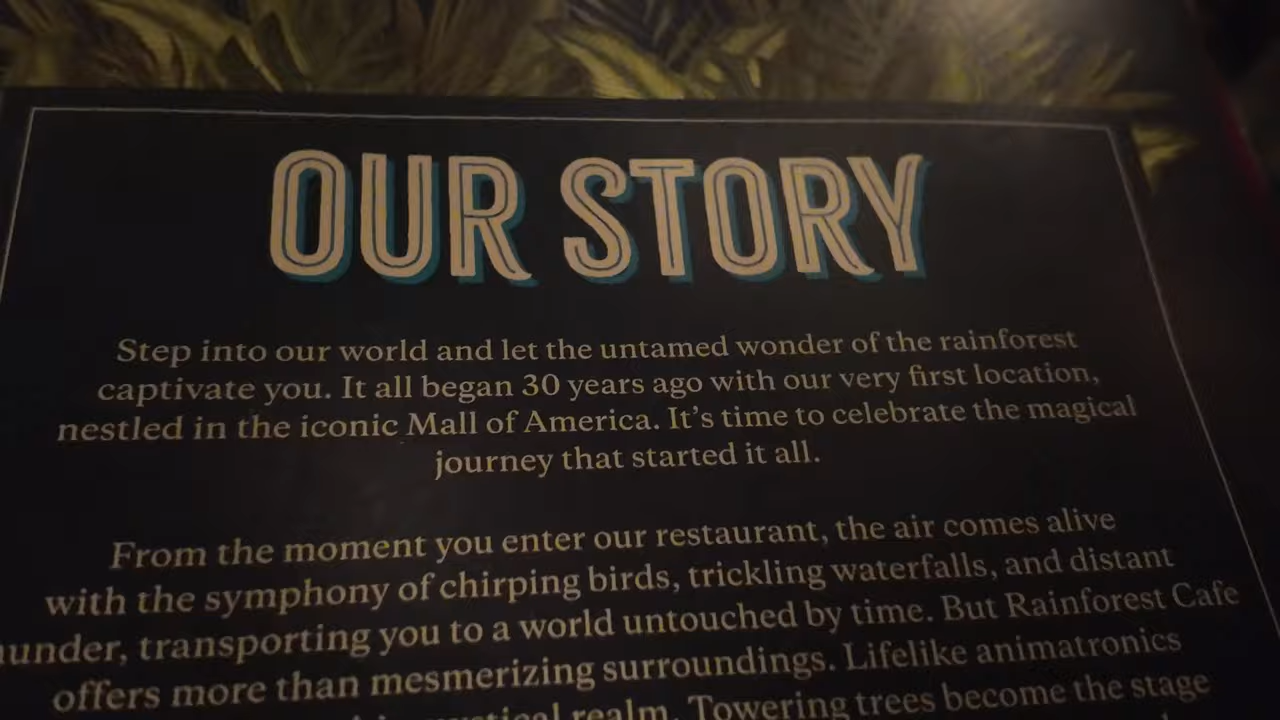 OUR STORY
Step into our world and let the untamed wonder of the rainforest
captivate you. It all began 30 years ago with our very first location,
nestled in the iconic Mall of America. It's time to celebrate the magical
journey that started it all.
From the moment you enter our restaurant, the air comes alive
with the symphony of chirping birds, trickling waterfalls, and distant
transporting you to a world untouched by time. But Rainforest Cafe
offers more than mesmerizing surroundings. Lifelike animatronics
realm. Towering trees become the stage